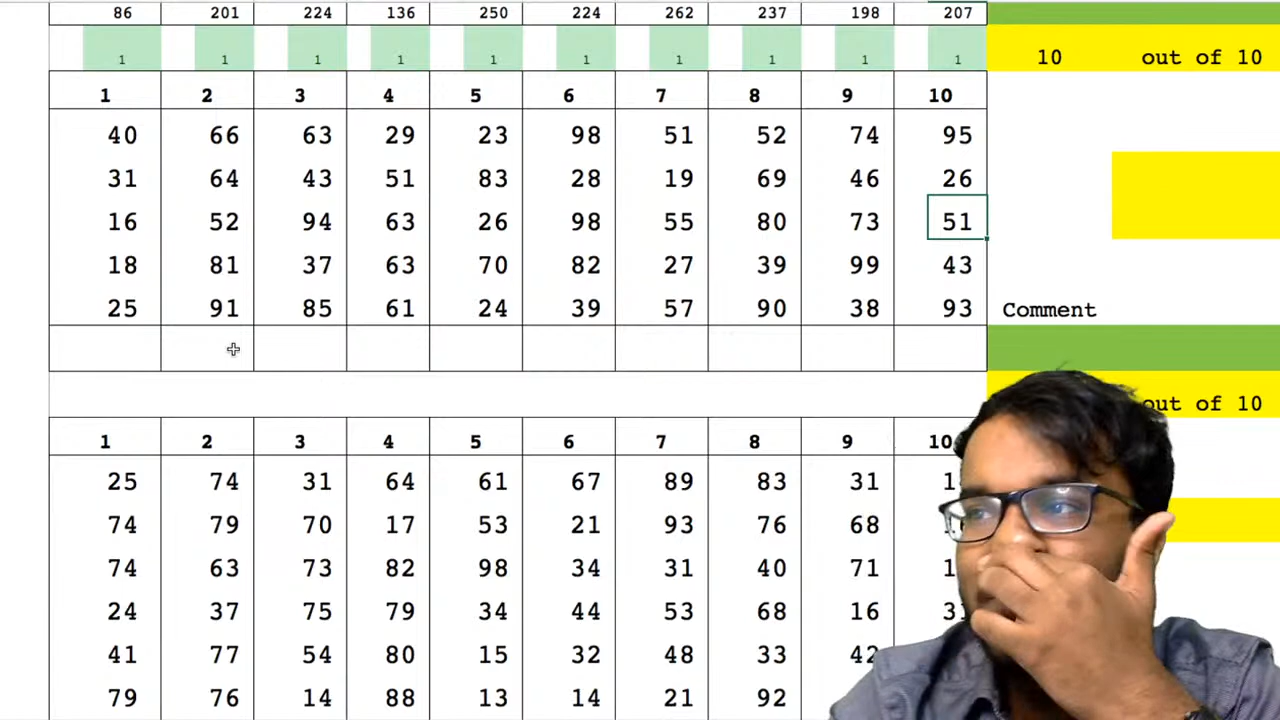 86 201 224 136 250 224 262 237 198 207
1 1 1 1 1 1 1 1 1 1 10 out of 10
1 2 3 4 5 6 7 8 9 10
40 66 63 29 23 98 51 52 74 95
31 64 43 51 83 28 19 69 46 26
16 52 94 63 26 98 55 80 73 51
18 81 37 63 70 82 27 39 99 43
25 91 85 61 24 39 57 90 38 93 Comment
out of 10
1 2 3 4 5 6 7 8 9 10
25 74 31 64 61 67 89 83 31
74 79 70 17 53 21 93 76 68
74 63 73 82 98 34 31 40 71
24 37 75 79 34 44 53 68 16
41 77 54 80 15 32 48 33 42
79 76 14 88 13 14 21 92